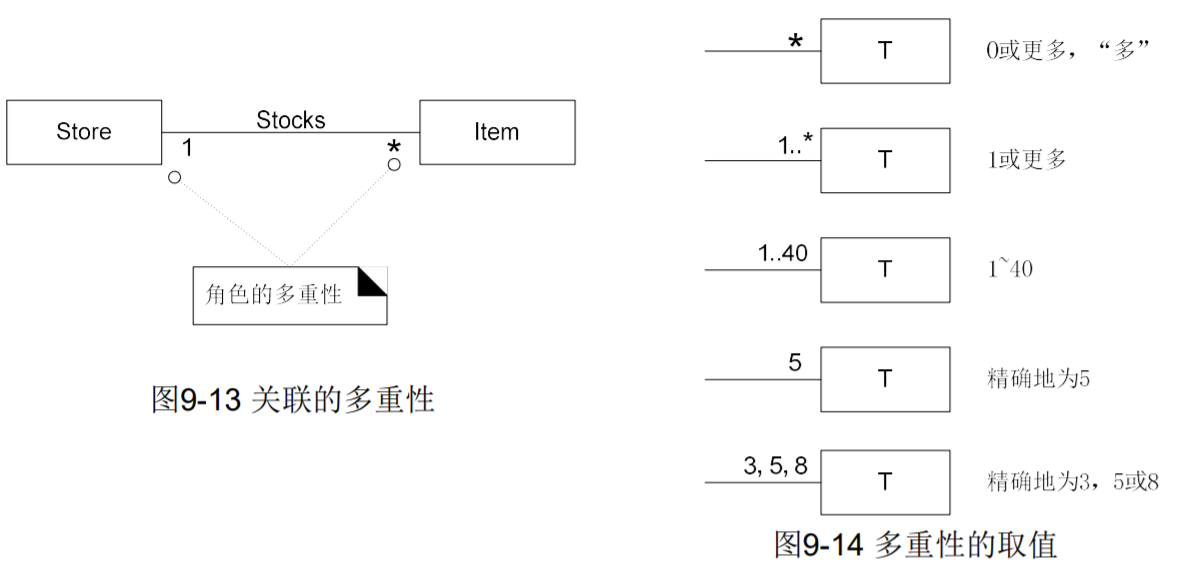 Store
Stocks
Item
1
*
角色的多重性
图9-13 关联的多重性
*
T
0或更多，“多”
1..*
T
1或更多
1..40
T
1~40
5
T
精确地为5
3, 5, 8
T
精确地为3，5或8
图9-14 多重性的取值